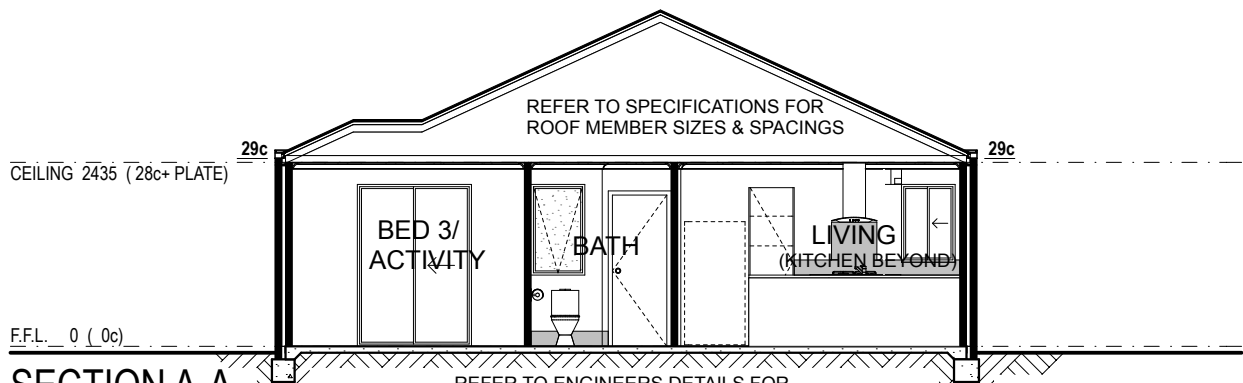 REFER TO SPECIFICATIONS FOR
ROOF MEMBER SIZES & SPACINGS
29c
29c
CEILING 2435 ( 28c+ PLATE)
BED 3/
ACTIVITY
BATH
LIVING
(KITCHEN BEYOND)
F.F.L. 0 ( 0c)
SECTION A-A
REFER TO ENGINEERS DETAILS FOR